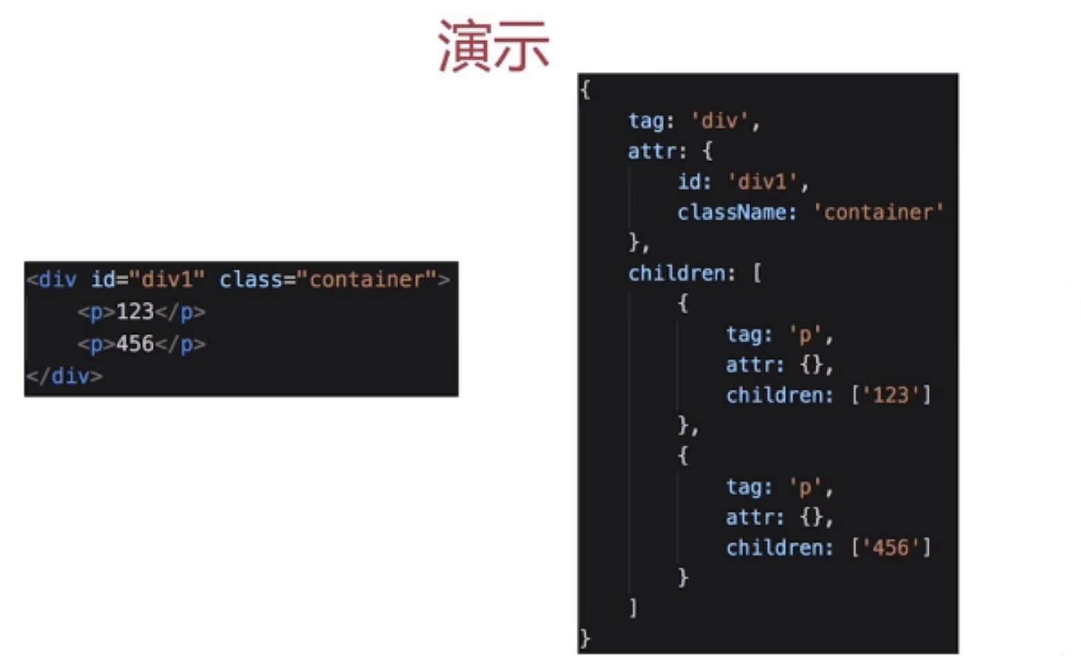 演示
<div id="div1" class="container">
    <p>123</p>
    <p>456</p>
</div>
{
    tag: 'div',
    attr: {
        id: 'div1',
        className: 'container'
    },
    children: [
        {
            tag: 'p',
            attr: {},
            children: ['123']
        },
        {
            tag: 'p',
            attr: {},
            children: ['456']
        }
    ]
}